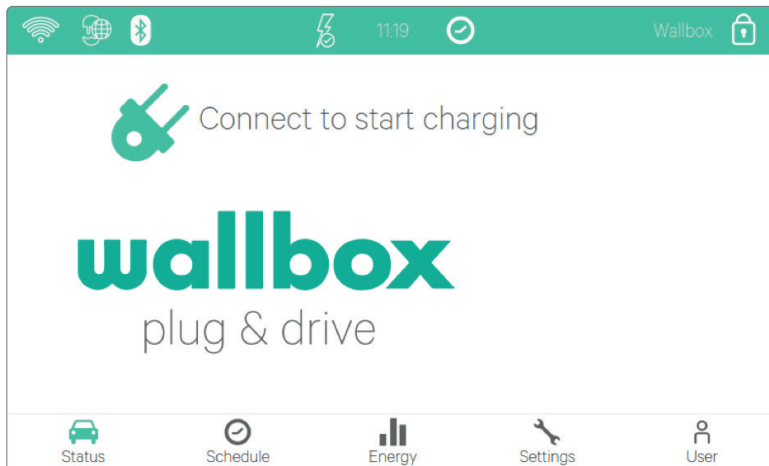 11:19 Wallbox
Connect to start charging
wallbox
plug & drive
Status Schedule Energy Settings User